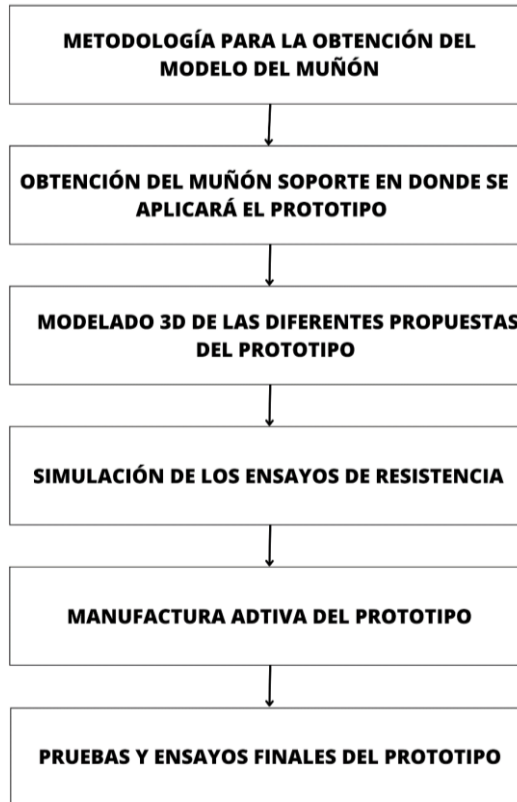 METODOLOGÍA PARA LA OBTENCIÓN DEL
MODELO DEL MUÑÓN
OBTENCIÓN DEL MUÑÓN SOPORTE EN DONDE SE
APLICARÁ EL PROTOTIPO
MODELADO 3D DE LAS DIFERENTES PROPUESTAS
DEL PROTOTIPO
SIMULACIÓN DE LOS ENSAYOS DE RESISTENCIA
MANUFACTURA ADTIVA DEL PROTOTIPO
PRUEBAS Y ENSAYOS FINALES DEL PROTOTIPO